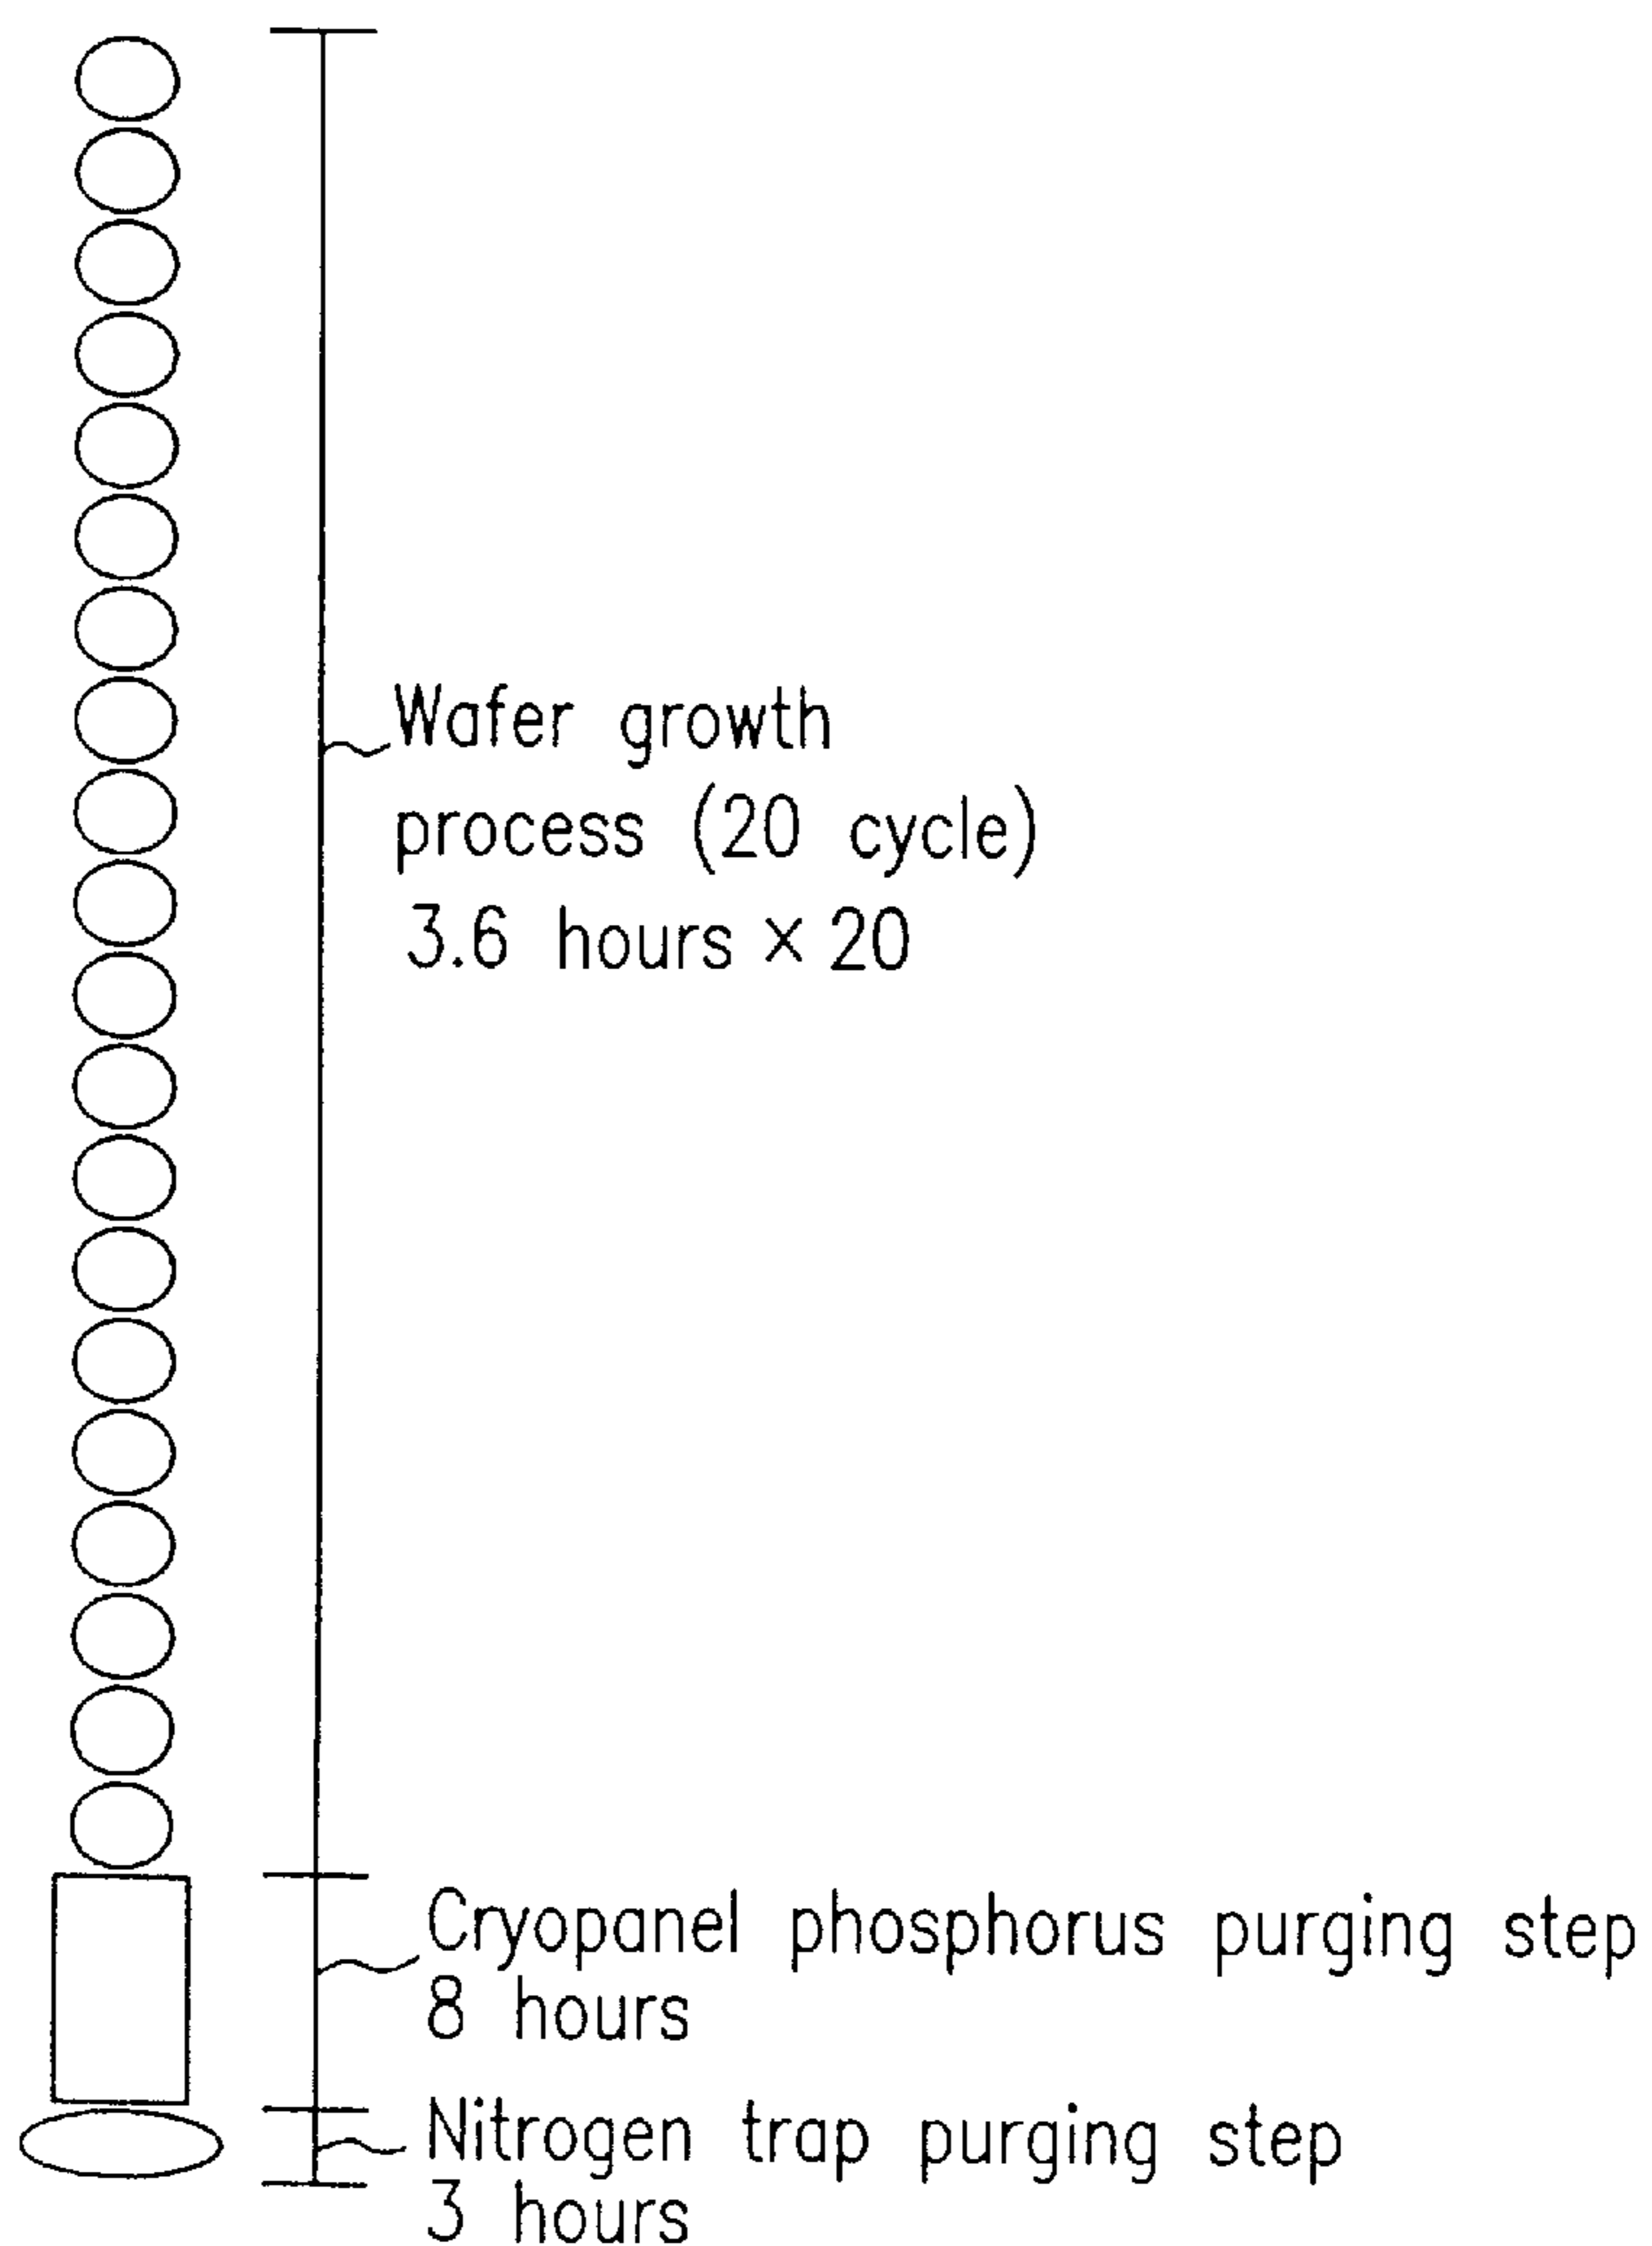 Wafer growth
process (20 cycle)
3.6 hours × 20
Cryopanel phosphorus purging step
8 hours
Nitrogen trap purging step
3 hours